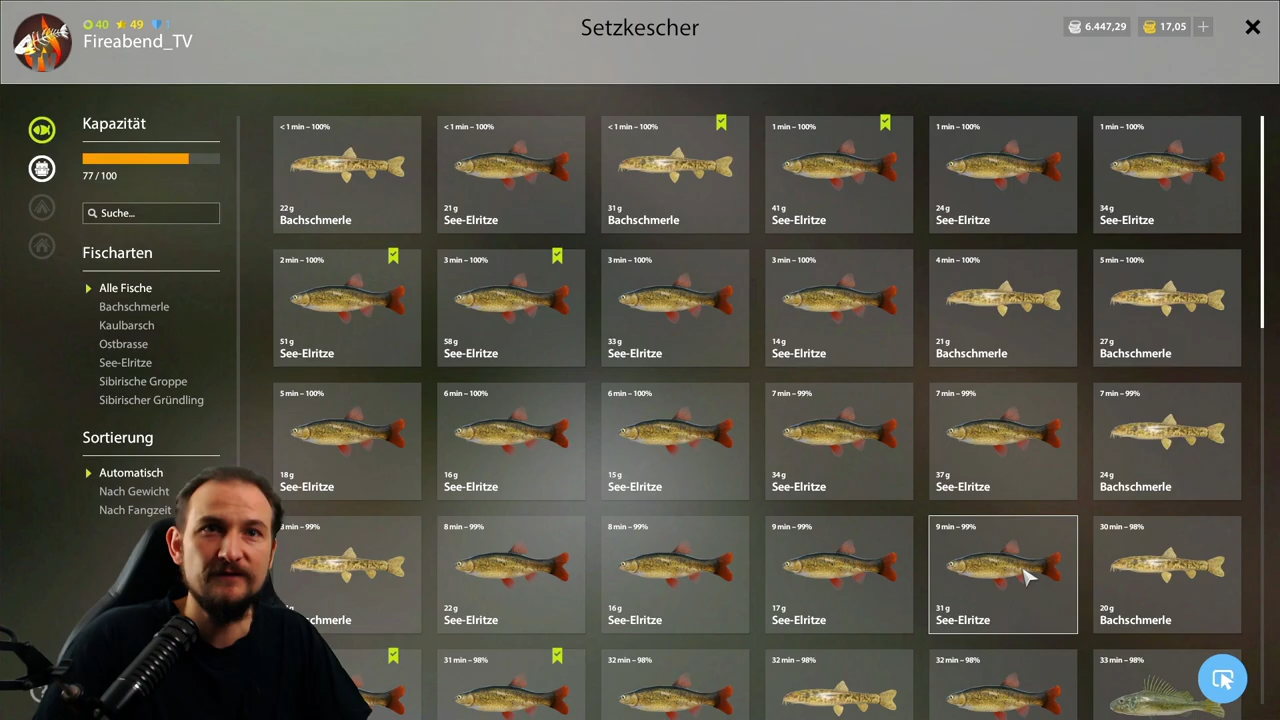 40 49 1
Fireabend_TV
Setzkescher
6.447,29 17,05 +
Kapazität
77 / 100
Suche...
Fischarten
Alle Fische
Bachschmerle
Kaulbarsch
Ostbrasse
See-Elritze
Sibirische Groppe
Sibirischer Gründling
Sortierung
Automatisch
Nach Gewicht
Nach Fangzeit
< 1 min – 100%
22 g
Bachschmerle
< 1 min – 100%
21 g
See-Elritze
< 1 min – 100%
31 g
Bachschmerle
1 min – 100%
41 g
See-Elritze
1 min – 100%
24 g
See-Elritze
1 min – 100%
34 g
See-Elritze
2 min – 100%
51 g
See-Elritze
3 min – 100%
58 g
See-Elritze
3 min – 100%
33 g
See-Elritze
3 min – 100%
14 g
See-Elritze
4 min – 100%
21 g
Bachschmerle
5 min – 100%
27 g
Bachschmerle
5 min – 100%
18 g
See-Elritze
6 min – 100%
16 g
See-Elritze
6 min – 100%
15 g
See-Elritze
7 min – 99%
34 g
See-Elritze
7 min – 99%
37 g
See-Elritze
7 min – 99%
24 g
Bachschmerle
min – 99%
g
chmerle
8 min – 99%
22 g
See-Elritze
8 min – 99%
16 g
See-Elritze
9 min – 99%
17 g
See-Elritze
9 min – 99%
31 g
See-Elritze
30 min – 98%
20 g
Bachschmerle
31 min – 98%
32 min – 98%
32 min – 98%
32 min – 98%
33 min – 98%